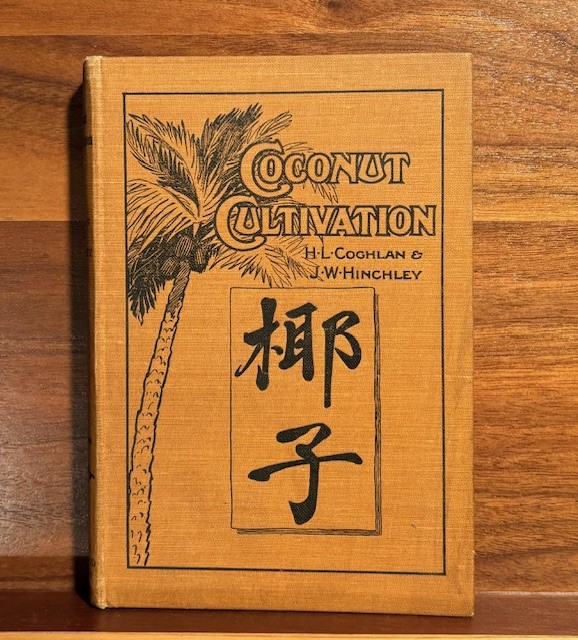 COCONUT
CULTIVATION
H·L·COGHLAN &
J·W·HINCHLEY
椰
子